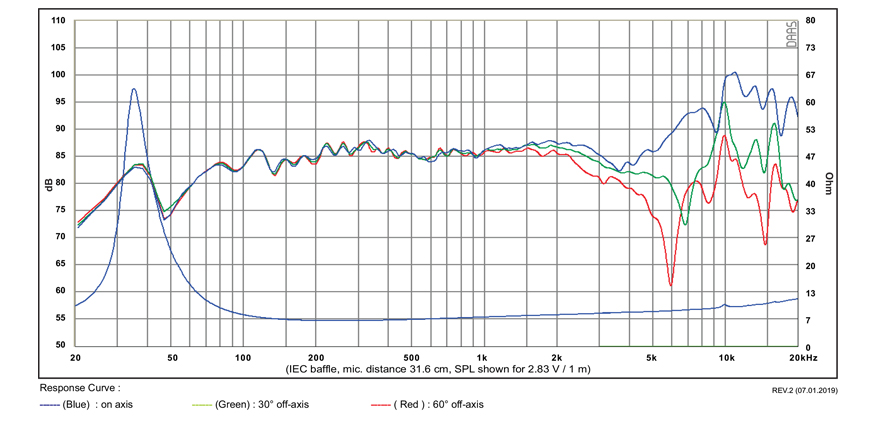 110 80
105 73
DAAS
100 67
95 60
90 53
85 47
dB Ohm
80 40
75 33
70 27
65 20
60 13
55 7
50 0
20 50 100 200 500 1k 2k 5k 10k 20kHz
(IEC baffle, mic. distance 31.6 cm, SPL shown for 2.83 V / 1 m)
Response Curve :
REV.2 (07.01.2019)
(Blue) : on axis (Green) : 30° off-axis ( Red ) : 60° off-axis